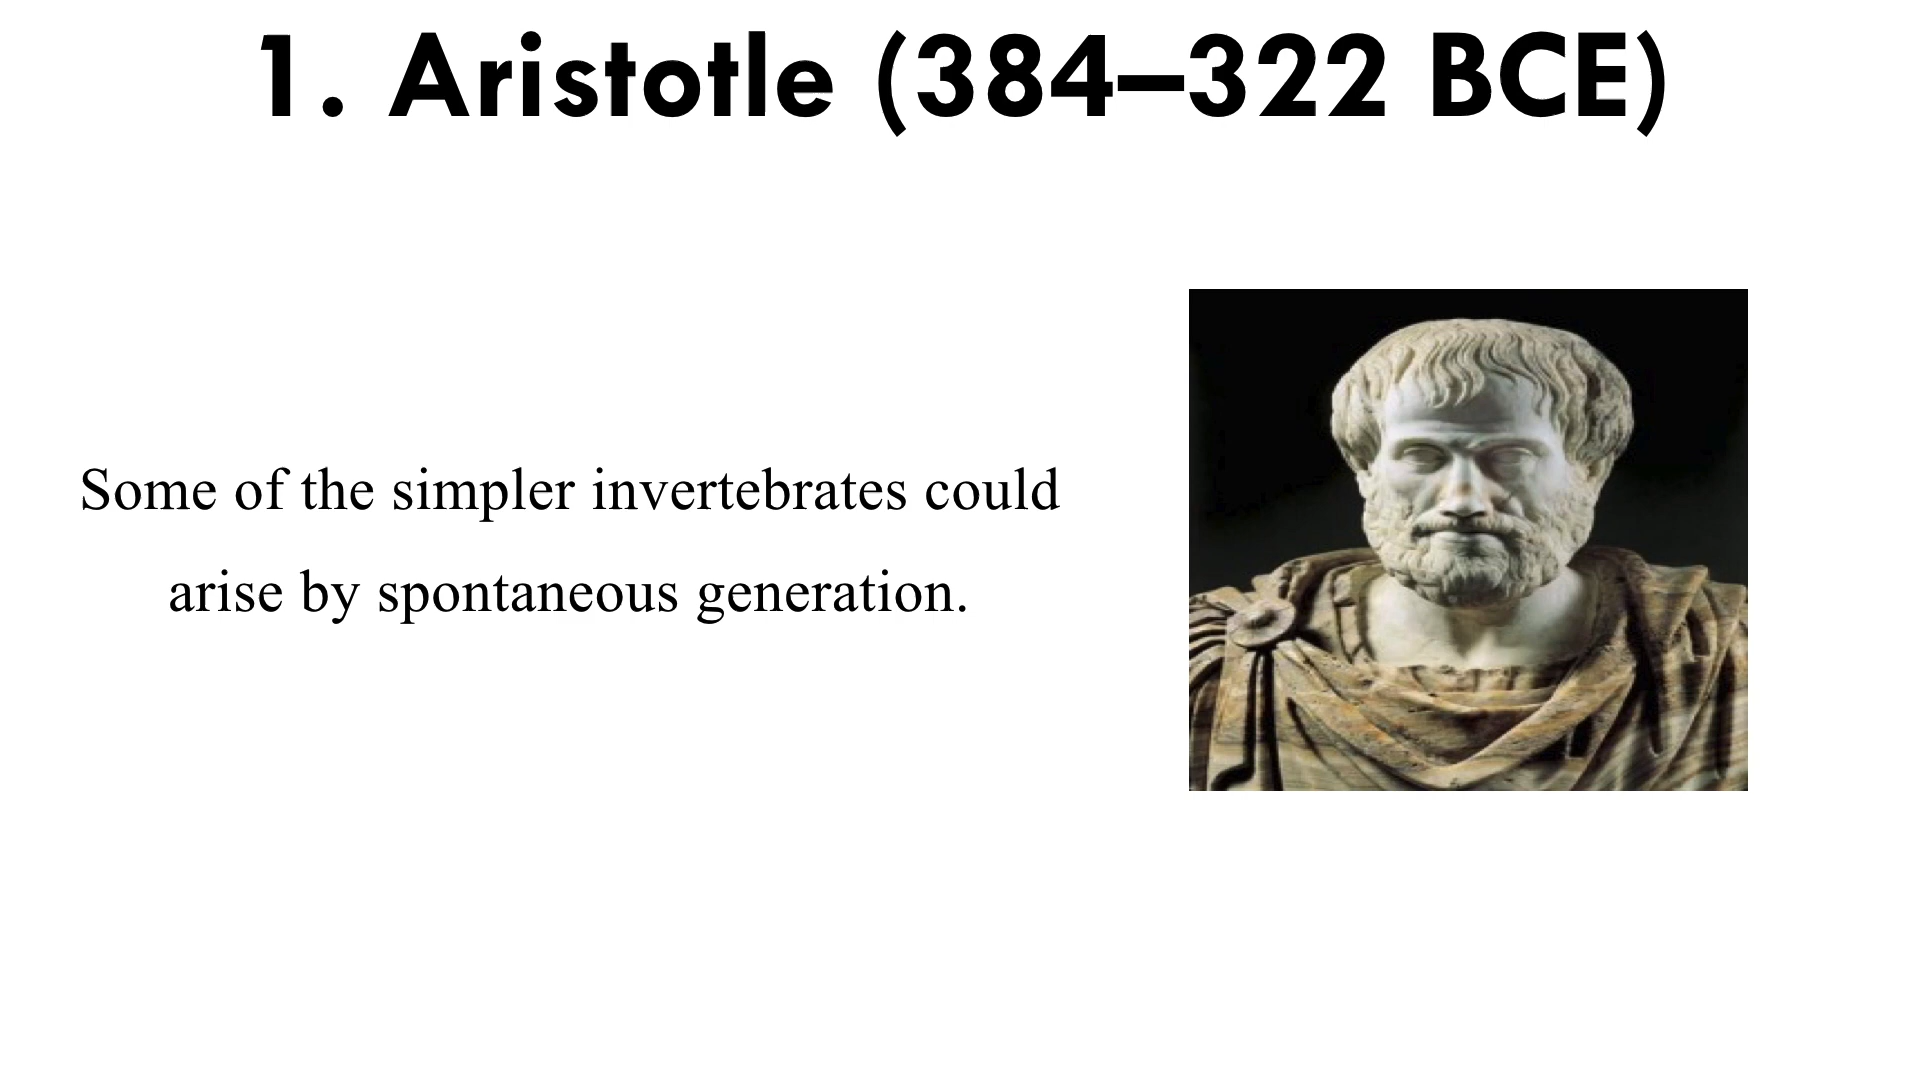 1. Aristotle (384–322 BCE)
Some of the simpler invertebrates could
arise by spontaneous generation.